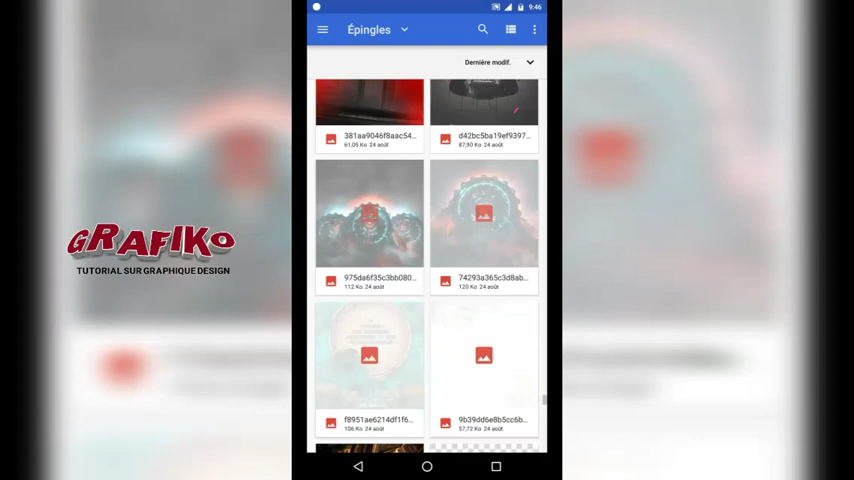 9:46
Épingles
Dernière modif.
381aa9046f8aac54...
61,05 Ko 24 août
d42bc5ba19ef9397...
87,90 Ko 24 août
975da6f35c3bb080...
112 Ko 24 août
74293a365c3d8ab...
120 Ko 24 août
f8951ae6214df1f6...
106 Ko 24 août
9b39dd6e8b5cc6b...
57,72 Ko 24 août
GRAFIKO
TUTORIAL SUR GRAPHIQUE DESIGN